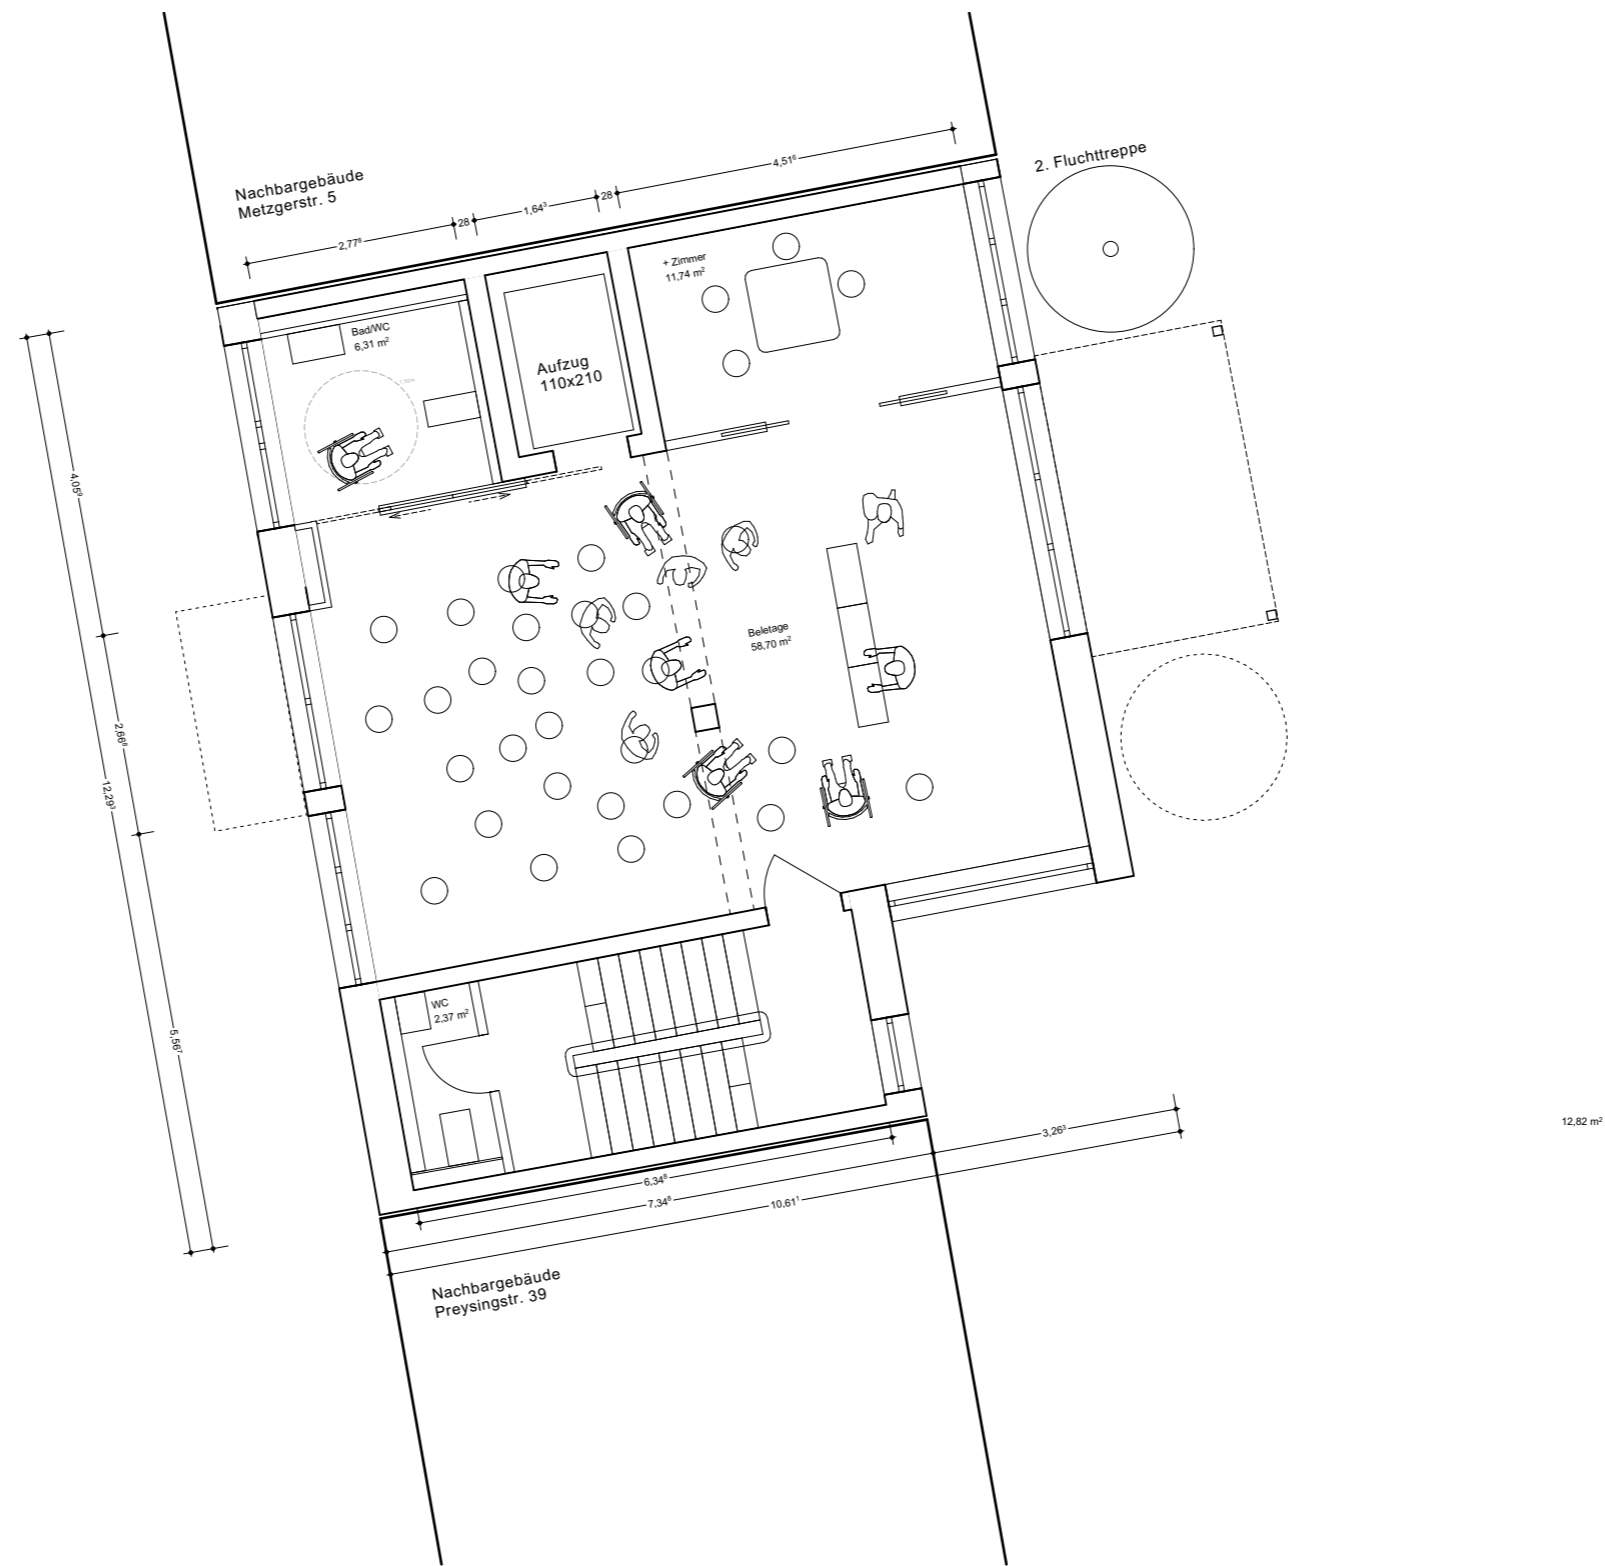 2. Fluchttreppe
4,51⁶
Nachbargebäude
Metzgerstr. 5
28
1,64³
28
2,77⁸
+ Zimmer
11,74 m²
Bad/WC
6,31 m²
Aufzug
110x210
4,05⁹
Beletage
58,70 m²
2,66⁸
12,29³
WC
2,37 m²
5,56⁷
3,26³
12,82 m²
6,34⁸
7,34⁸
10,61¹
Nachbargebäude
Preysingstr. 39